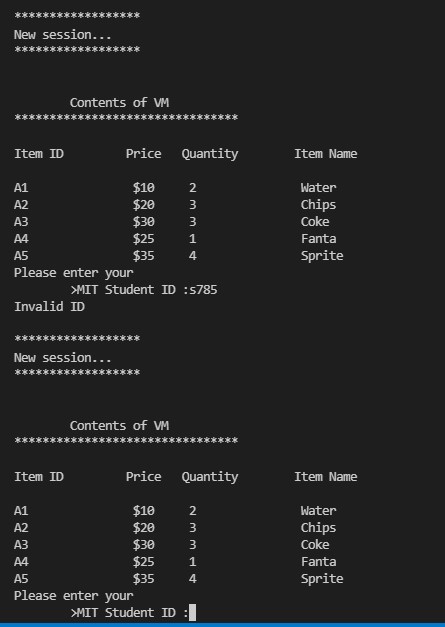 ******************
New session...
******************
Contents of VM
********************************
Item ID Price Quantity Item Name
A1 $10 2 Water
A2 $20 3 Chips
A3 $30 3 Coke
A4 $25 1 Fanta
A5 $35 4 Sprite
Please enter your
>MIT Student ID :s785
Invalid ID
******************
New session...
******************
Contents of VM
********************************
Item ID Price Quantity Item Name
A1 $10 2 Water
A2 $20 3 Chips
A3 $30 3 Coke
A4 $25 1 Fanta
A5 $35 4 Sprite
Please enter your
>MIT Student ID :